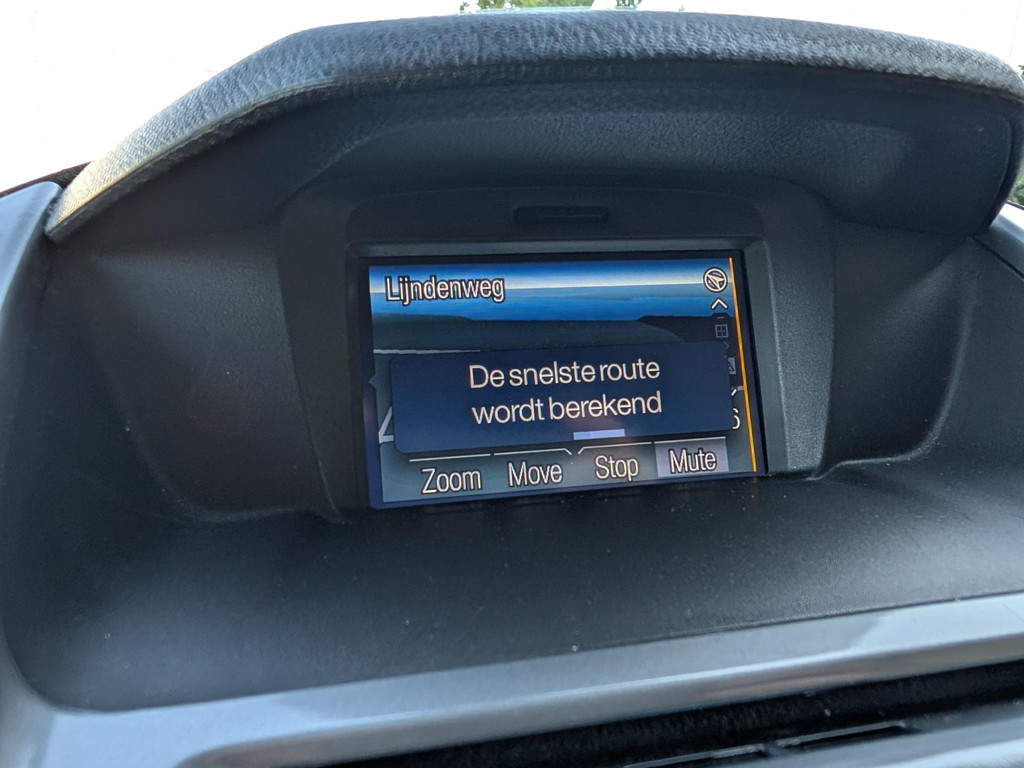 Lijndenweg
De snelste route
wordt berekend
Zoom Move Stop Mute